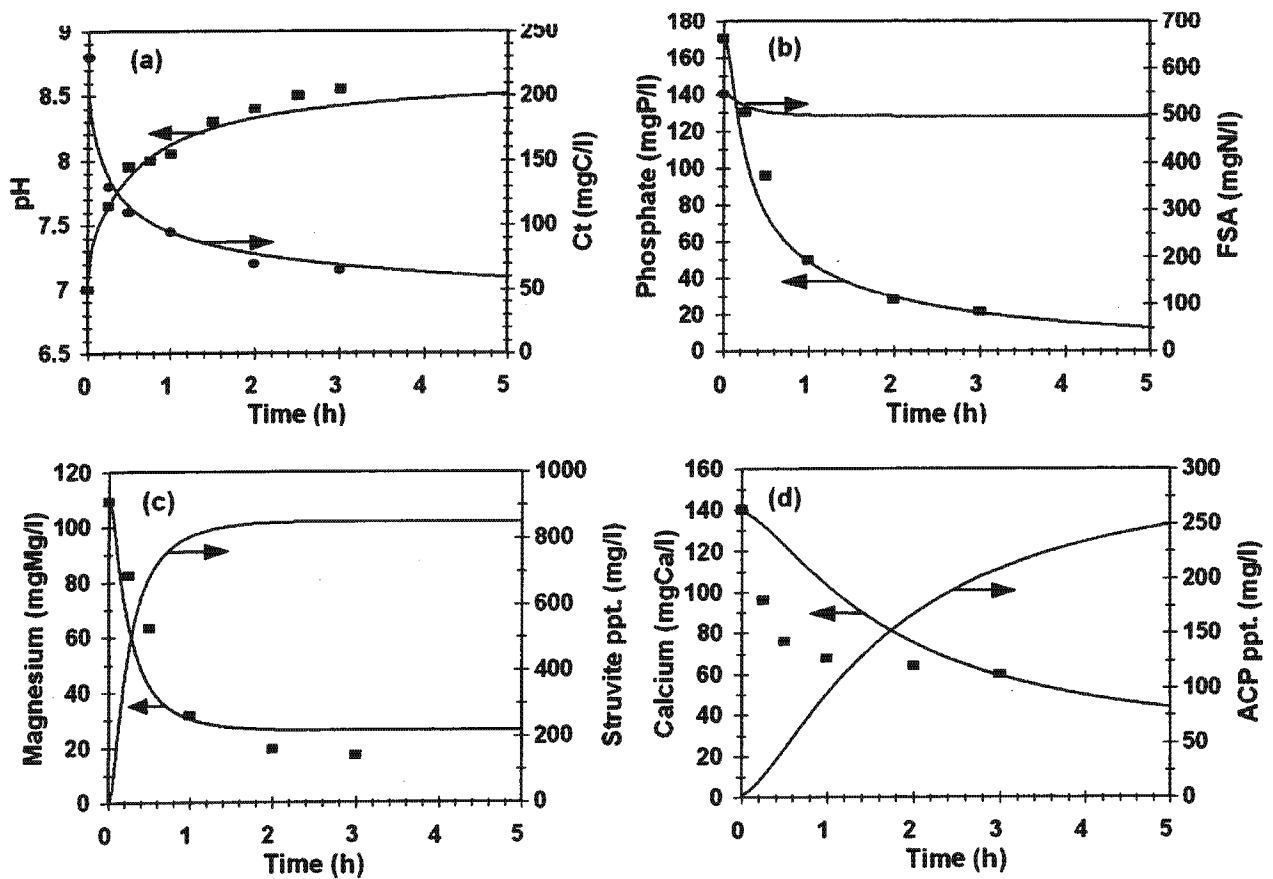 (a)
pH
9
8.5
8
7.5
7
6.5
250
200
150
100
50
0
Ct (mgC/l)
0 1 2 3 4 5
Time (h)
(b)
Phosphate (mgP/l)
180
160
140
120
100
80
60
40
20
0
700
600
500
400
300
200
100
0
FSA (mgN/l)
0 1 2 3 4 5
Time (h)
(c)
Magnesium (mgMg/l)
120
100
80
60
40
20
0
1000
800
600
400
200
0
Struvite ppt. (mg/l)
0 1 2 3 4 5
Time (h)
(d)
Calcium (mgCa/l)
160
140
120
100
80
60
40
20
0
300
250
200
150
100
50
0
ACP ppt. (mg/l)
0 1 2 3 4 5
Time (h)